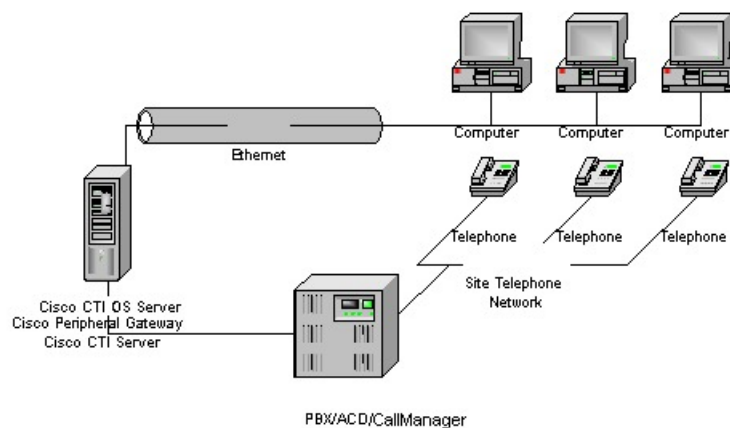 Computer
Computer
Computer
Ethernet
Telephone
Telephone
Telephone
Site Telephone
Network
Cisco CTI OS Server
Cisco Peripheral Gateway
Cisco CTI Server
PBX/ACD/CallManager